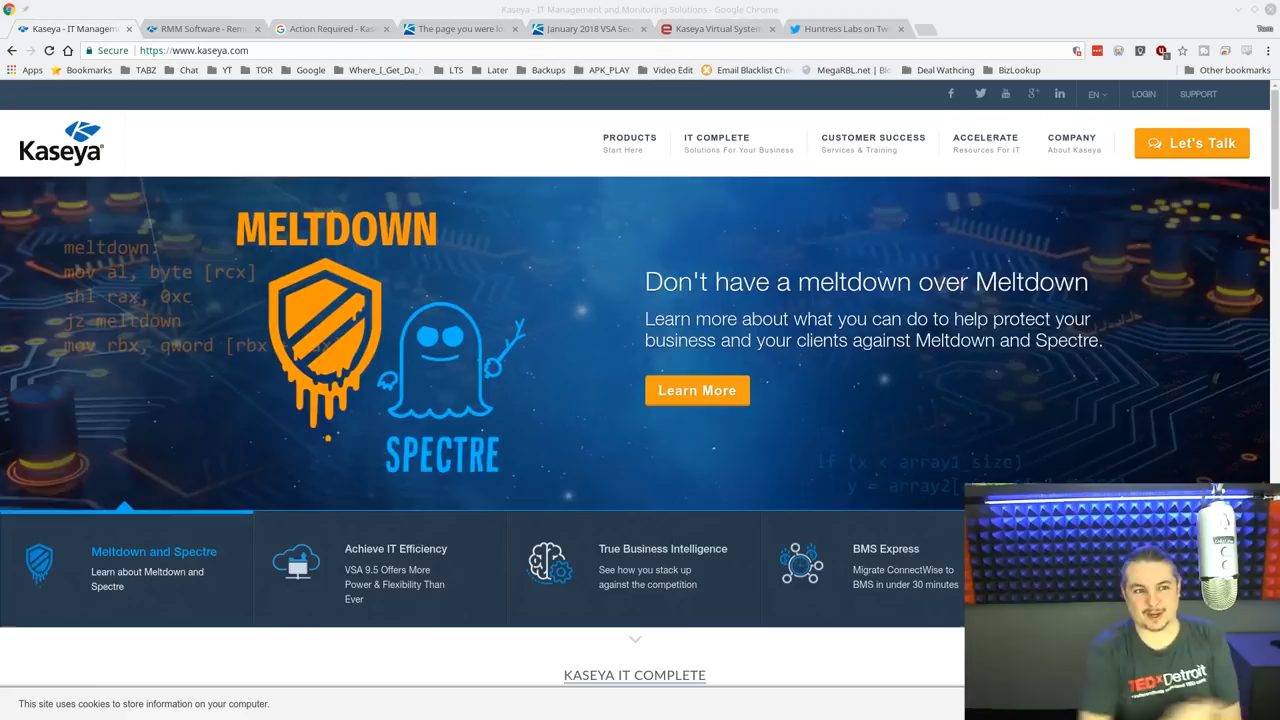 Kaseya - IT Management and Monitoring Solutions - Google Chrome
Kaseya - IT Managem
RMM Software - Rem
Action Required - Kas
The page you were lo
January 2018 VSA Se
Kaseya Virtual System
Huntress Labs on Twi
Tom
Secure
https://www.kaseya.com
Apps
Bookmarks
TABZ
Chat
YT
TOR
Google
Where_I_Get_Da_
LTS
Later
Backups
APK_PLAY
Video Edit
Email Blacklist Che
MegaRBL.net | Blo
Deal Wathcing
BizLookup
Other bookmarks
EN
LOGIN
SUPPORT
Kaseya
PRODUCTS
Start Here
IT COMPLETE
Solutions For Your Business
CUSTOMER SUCCESS
Services & Training
ACCELERATE
Resources For IT
COMPANY
About Kaseya
Let's Talk
MELTDOWN
meltdown:
mov al, byte [rcx]
shl rax, 0xc
jz meltdown
mov rbx, qword [rbx
SPECTRE
Don't have a meltdown over Meltdown
Learn more about what you can do to help protect your
business and your clients against Meltdown and Spectre.
Learn More
if (x < array1_size)
y = array2[
Meltdown and Spectre
Learn about Meltdown and
Spectre
Achieve IT Efficiency
VSA 9.5 Offers More
Power & Flexibility Than
Ever
True Business Intelligence
See how you stack up
against the competition
BMS Express
Migrate ConnectWise to
BMS in under 30 minutes
KASEYA IT COMPLETE
This site uses cookies to store information on your computer.
TEDxDetroit